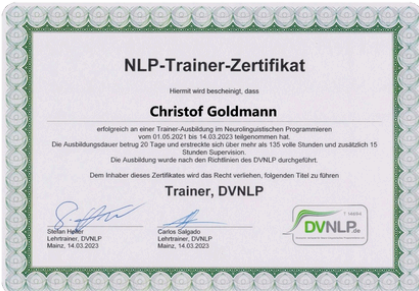 NLP-Trainer-Zertifikat
Hiermit wird bescheinigt, dass
Christof Goldmann
erfolgreich an einer Trainer-Ausbildung im Neurolinguistischen Programmieren
vom 01.05.2021 bis 14.03.2023 teilgenommen hat.
Die Ausbildungsdauer betrug 20 Tage und erstreckte sich über mehr als 135 volle Stunden und zusätzlich 15
Stunden Supervision.
Die Ausbildung wurde nach den Richtlinien des DVNLP durchgeführt.
Dem Inhaber dieses Zertifikates wird das Recht verliehen, folgenden Titel zu führen
Trainer, DVNLP
Stefan Carlos Salgado
Lehrtrainer, DVNLP Lehrtrainer, DVNLP
Mainz, 14.03.2023 Mainz, 14.03.2023
DVNLP.de